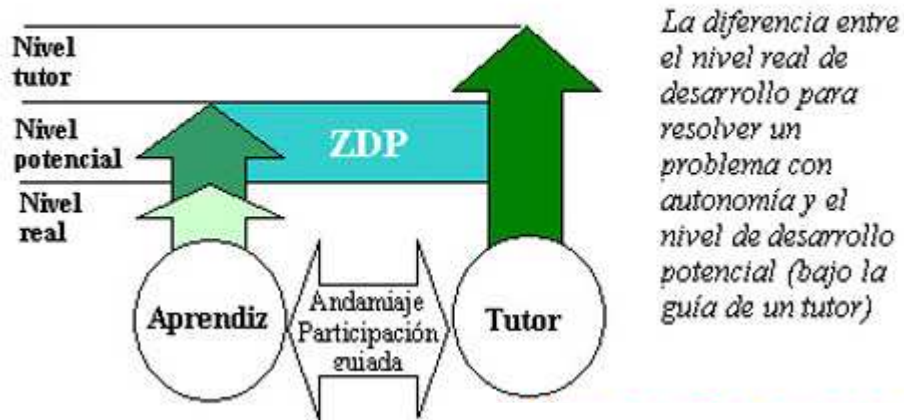 Nivel
tutor
Nivel
potencial
Nivel
real
ZDP
Aprendiz
Andamiaje
Participación
guiada
Tutor
La diferencia entre
el nivel real de
desarrollo para
resolver un
problema con
autonomía y el
nivel de desarrollo
potencial (bajo la
guía de un tutor)